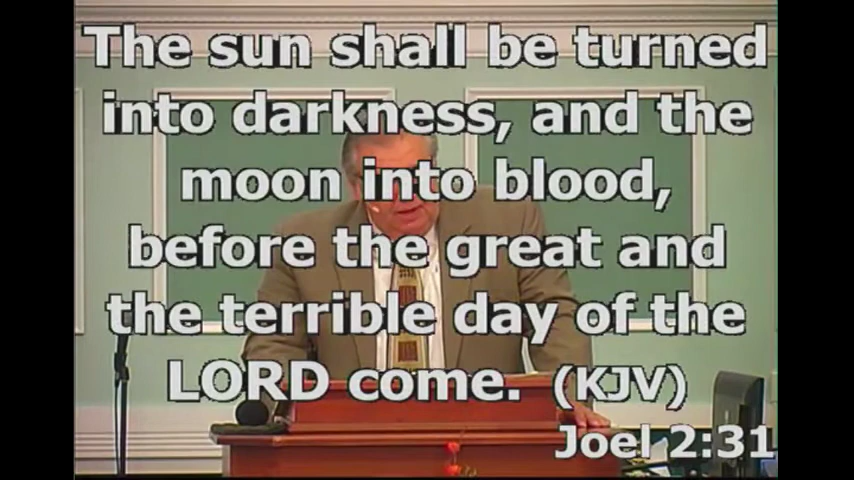 The sun shall be turned
into darkness, and the
moon into blood,
before the great and
the terrible day of the
LORD come. (KJV)
Joel 2:31